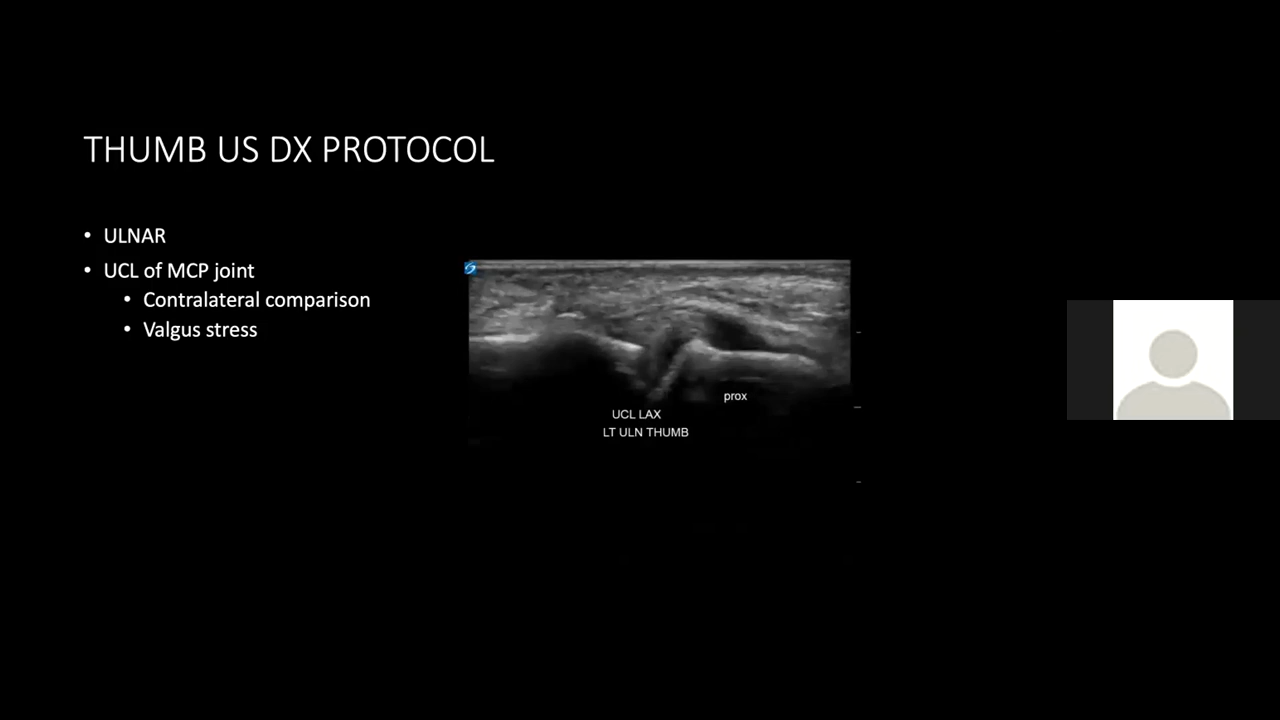 THUMB US DX PROTOCOL
• ULNAR
• UCL of MCP joint
• Contralateral comparison
• Valgus stress
prox
UCL LAX
LT ULN THUMB